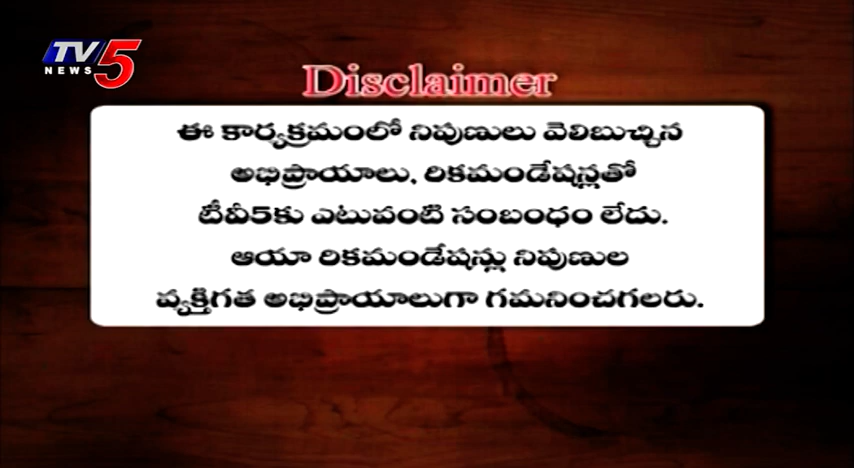 TV5
NEWS
Disclaimer
ఈ కార్యక్రమంలో నిపుణులు వెలిబుచ్చిన
అభిప్రాయాలు, రికమండేషన్లతో
టీవీ5కు ఎటువంటి సంబంధం లేదు.
ఆయా రికమండేషన్లు నిపుణుల
వ్యక్తిగత అభిప్రాయాలుగా గమనించగలరు.